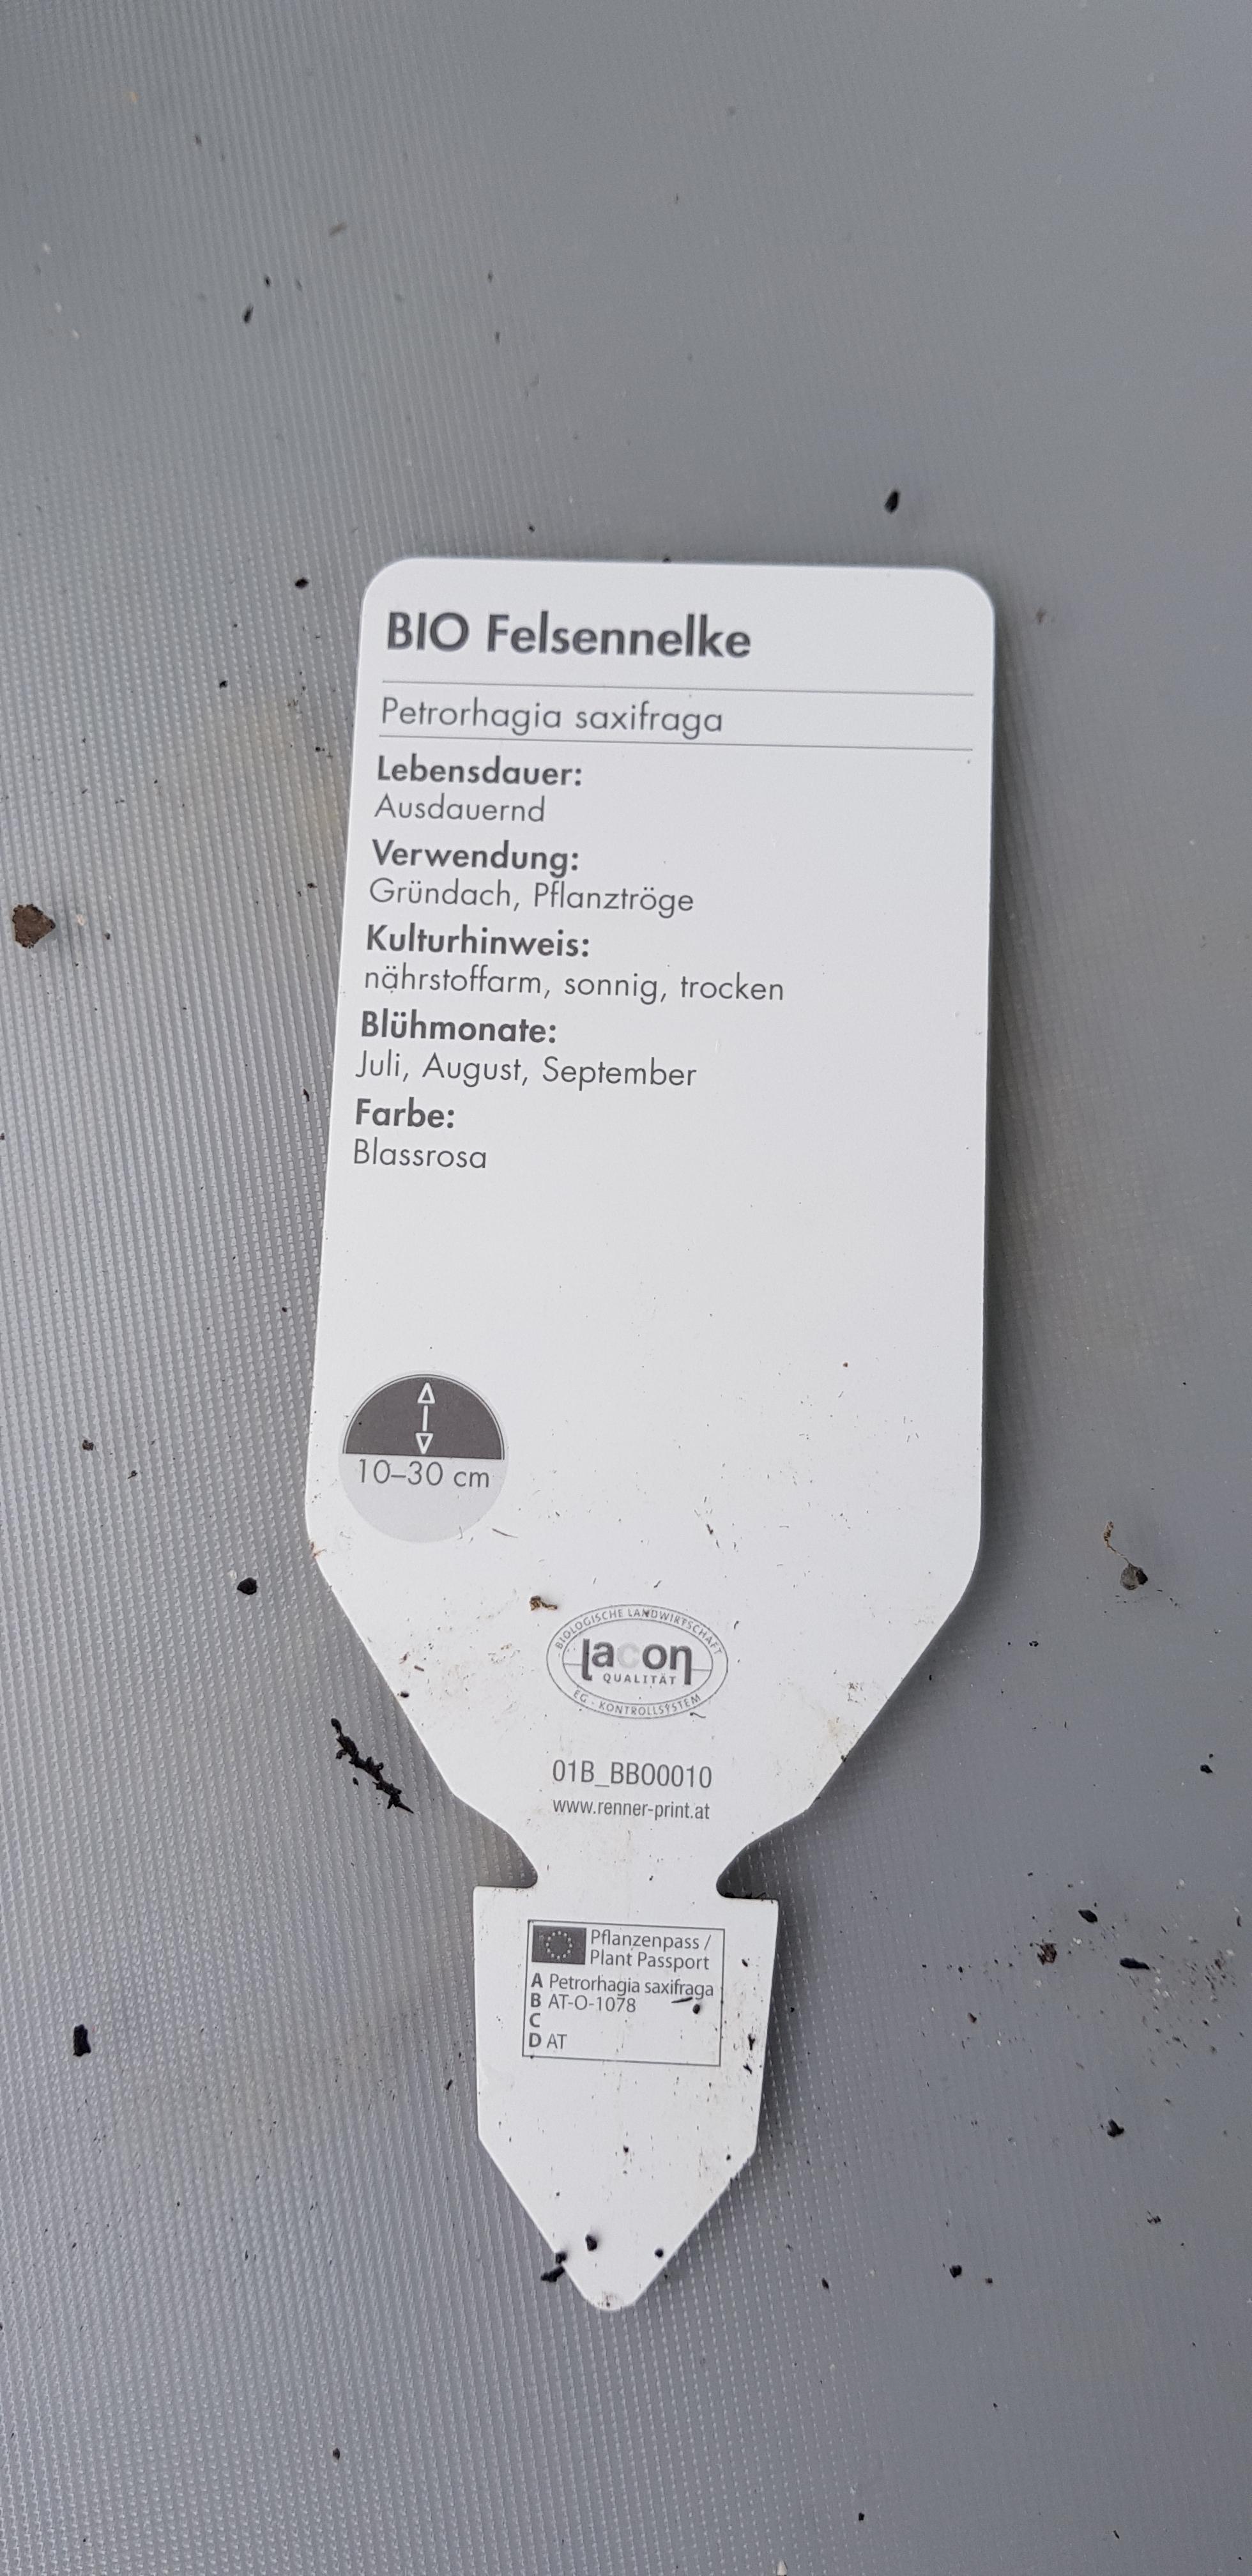 BIO Felsennelke
Petrorhagia saxifraga
Lebensdauer:
Ausdauernd
Verwendung:
Gründach, Pflanztröge
Kulturhinweis:
nährstoffarm, sonnig, trocken
Blühmonate:
Juli, August, September
Farbe:
Blassrosa
10–30 cm
BIOLOGISCHE LANDWIRTSCHAFT
lacon
QUALITÄT
EG - KONTROLLSYSTEM
01B_BBO0010
www.renner-print.at
Pflanzenpass /
Plant Passport
A Petrorhagia saxifraga
B AT-O-1078
C
D AT